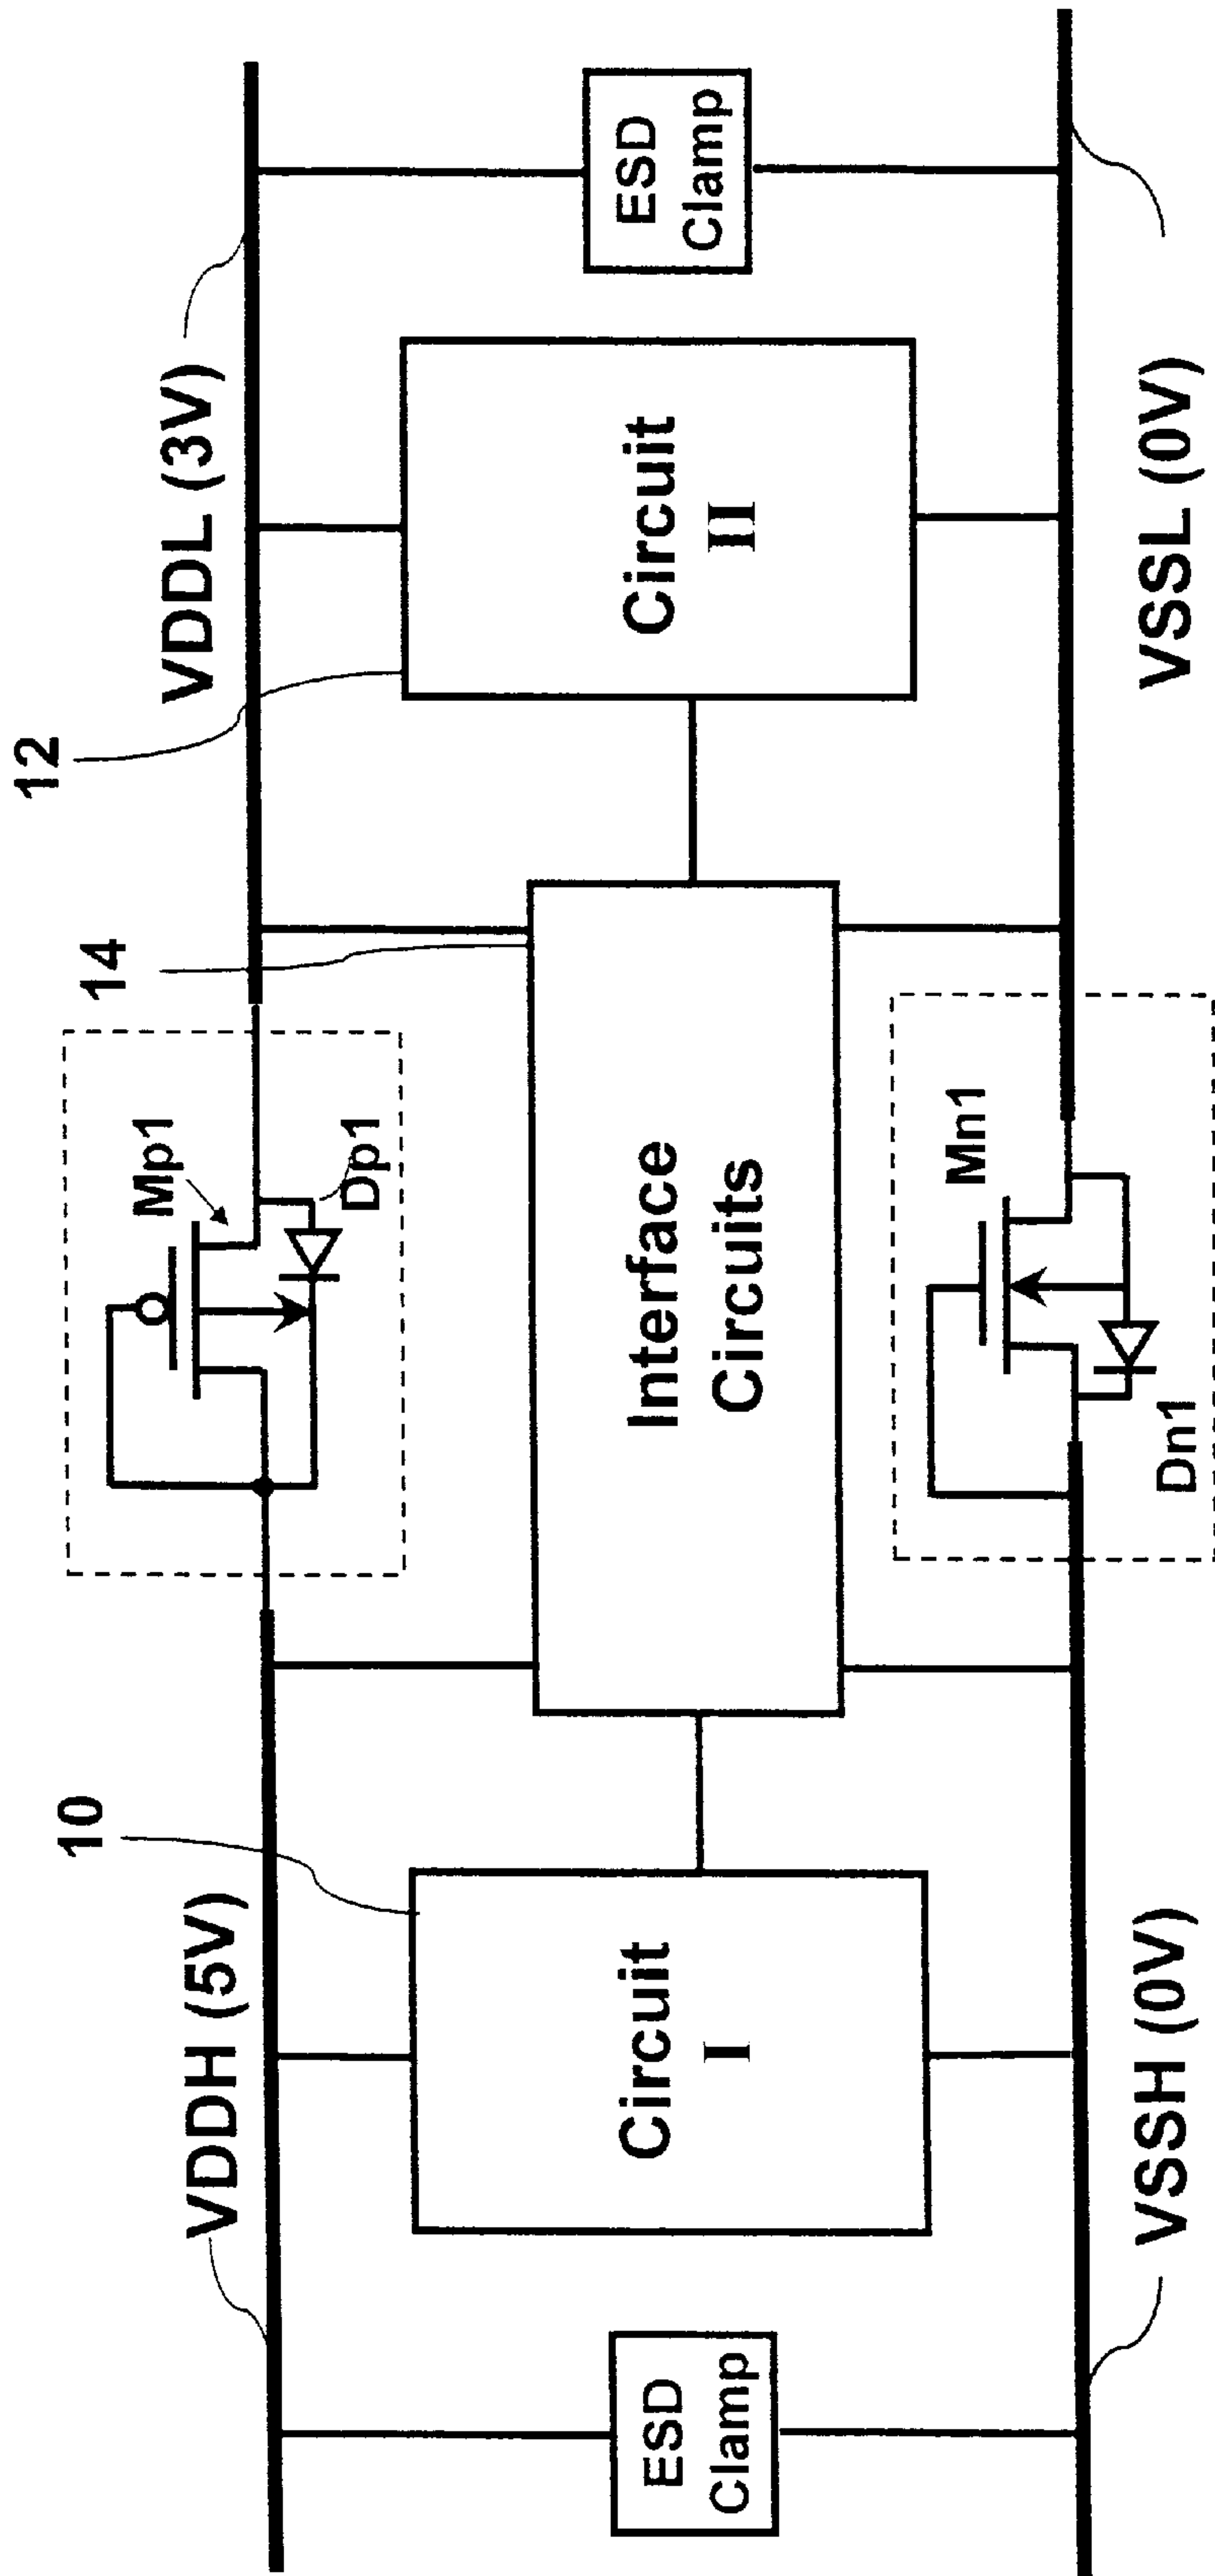 12
VDDL (3V)
VDDH (5V)
10
14
Mp1
Dp1
ESD
Clamp
Circuit
I
Interface
Circuits
Circuit
II
ESD
Clamp
Mn1
Dn1
VSSH (0V)
VSSL (0V)